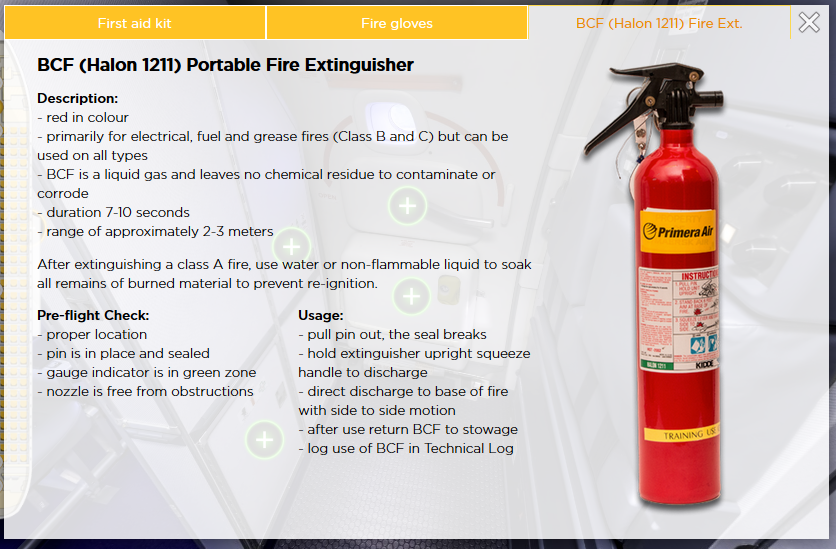 First aid kit
Fire gloves
BCF (Halon 1211) Fire Ext.
BCF (Halon 1211) Portable Fire Extinguisher
Description:
- red in colour
- primarily for electrical, fuel and grease fires (Class B and C) but can be
used on all types
- BCF is a liquid gas and leaves no chemical residue to contaminate or
corrode
- duration 7-10 seconds
- range of approximately 2-3 meters
After extinguishing a class A fire, use water or non-flammable liquid to soak
all remains of burned material to prevent re-ignition.
Pre-flight Check:
- proper location
- pin is in place and sealed
- gauge indicator is in green zone
- nozzle is free from obstructions
Usage:
- pull pin out, the seal breaks
- hold extinguisher upright squeeze
handle to discharge
- direct discharge to base of fire
with side to side motion
- after use return BCF to stowage
- log use of BCF in Technical Log
Primera Air
HALON 1211
KIDDE
TRAINING USE